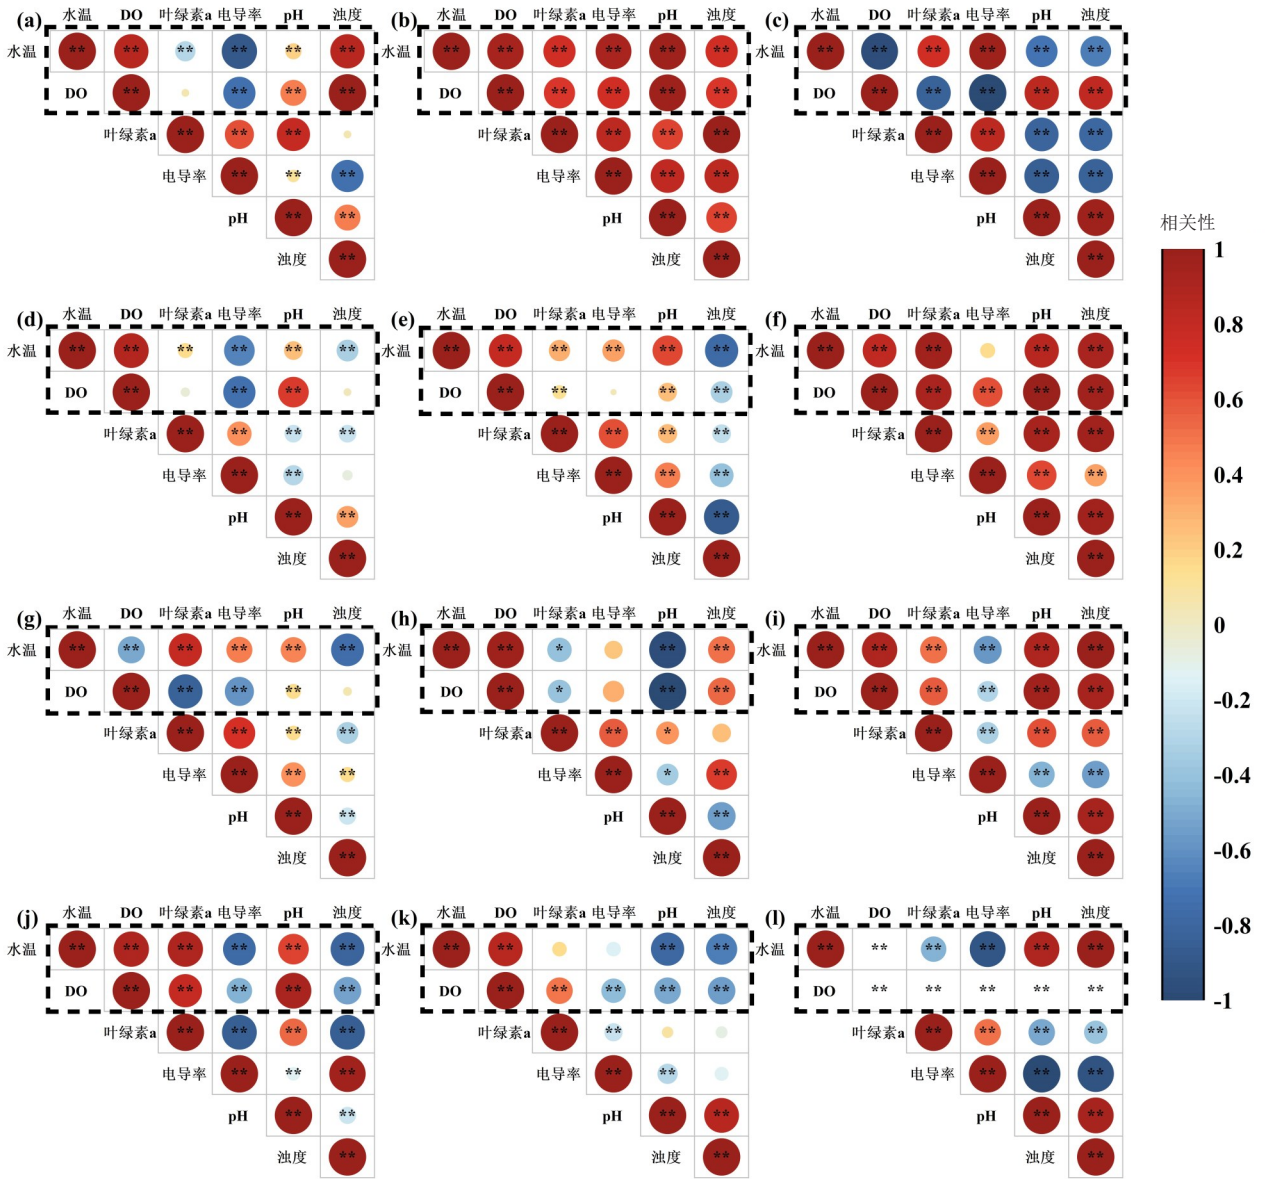 (a) 水温 DO 叶绿素a 电导率 pH 浊度
水温 ** ** ** ** ** **
DO ** ** ** **
叶绿素a ** ** **
电导率 ** ** **
pH ** **
浊度 **
(b) 水温 DO 叶绿素a 电导率 pH 浊度
水温 ** ** ** ** ** **
DO ** ** ** ** **
叶绿素a ** ** ** **
电导率 ** ** **
pH ** **
浊度 **
(c) 水温 DO 叶绿素a 电导率 pH 浊度
水温 ** ** ** ** ** **
DO ** ** ** ** **
叶绿素a ** ** ** **
电导率 ** ** **
pH ** **
浊度 **
(d) 水温 DO 叶绿素a 电导率 pH 浊度
水温 ** ** ** ** ** **
DO ** ** **
叶绿素a ** ** ** **
电导率 ** **
pH ** **
浊度 **
(e) 水温 DO 叶绿素a 电导率 pH 浊度
水温 ** ** ** ** ** **
DO ** ** ** **
叶绿素a ** ** ** **
电导率 ** ** **
pH ** **
浊度 **
(f) 水温 DO 叶绿素a 电导率 pH 浊度
水温 ** ** ** ** **
DO ** ** ** ** **
叶绿素a ** ** ** **
电导率 ** ** **
pH ** **
浊度 **
(g) 水温 DO 叶绿素a 电导率 pH 浊度
水温 ** ** ** ** ** **
DO ** ** ** **
叶绿素a ** ** ** **
电导率 ** ** **
pH ** **
浊度 **
(h) 水温 DO 叶绿素a 电导率 pH 浊度
水温 ** ** * ** **
DO ** * ** **
叶绿素a ** ** *
电导率 ** * **
pH ** **
浊度 **
(i) 水温 DO 叶绿素a 电导率 pH 浊度
水温 ** ** ** ** ** **
DO ** ** ** ** **
叶绿素a ** ** ** **
电导率 ** ** **
pH ** **
浊度 **
(j) 水温 DO 叶绿素a 电导率 pH 浊度
水温 ** ** ** ** ** **
DO ** ** ** ** **
叶绿素a ** ** ** **
电导率 ** ** **
pH ** **
浊度 **
(k) 水温 DO 叶绿素a 电导率 pH 浊度
水温 ** ** ** **
DO ** ** ** ** **
叶绿素a ** **
电导率 ** **
pH ** **
浊度 **
(l) 水温 DO 叶绿素a 电导率 pH 浊度
水温 ** ** ** ** ** **
DO ** ** ** ** **
叶绿素a ** ** ** **
电导率 ** ** **
pH ** **
浊度 **
相关性
1
0.8
0.6
0.4
0.2
0
-0.2
-0.4
-0.6
-0.8
-1